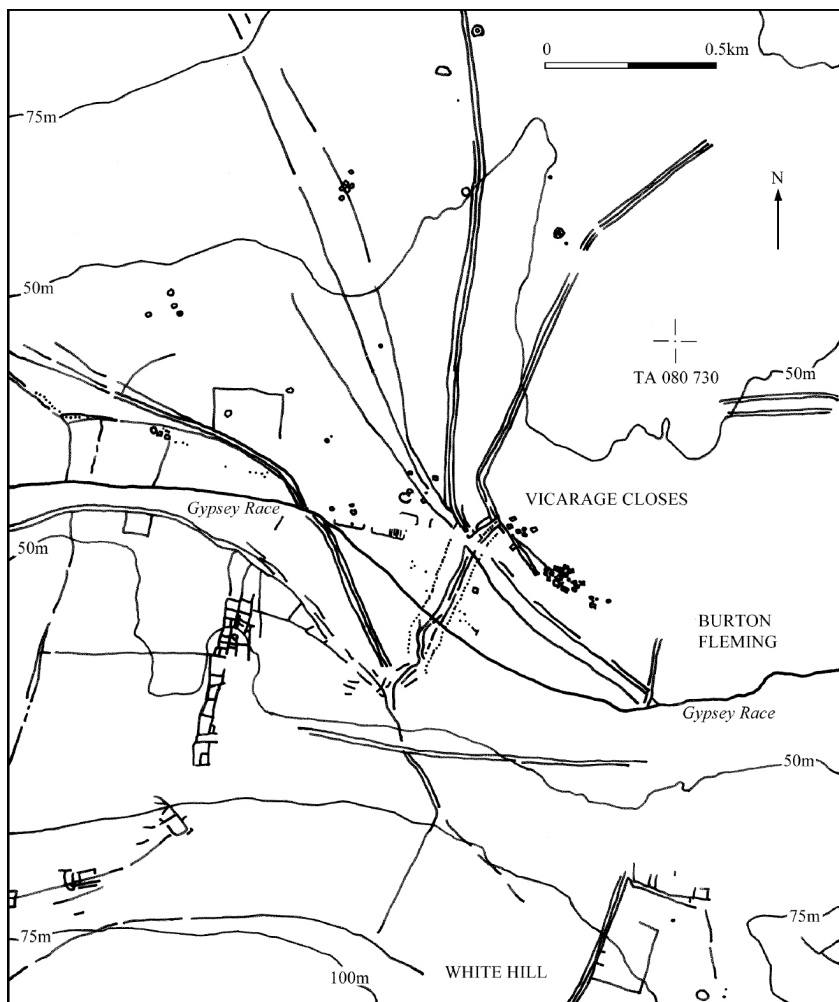 0 0.5km
75m
N
50m
TA 080 730
50m
VICARAGE CLOSES
Gypsey Race
50m
BURTON
FLEMING
Gypsey Race
50m
75m
75m
WHITE HILL
100m